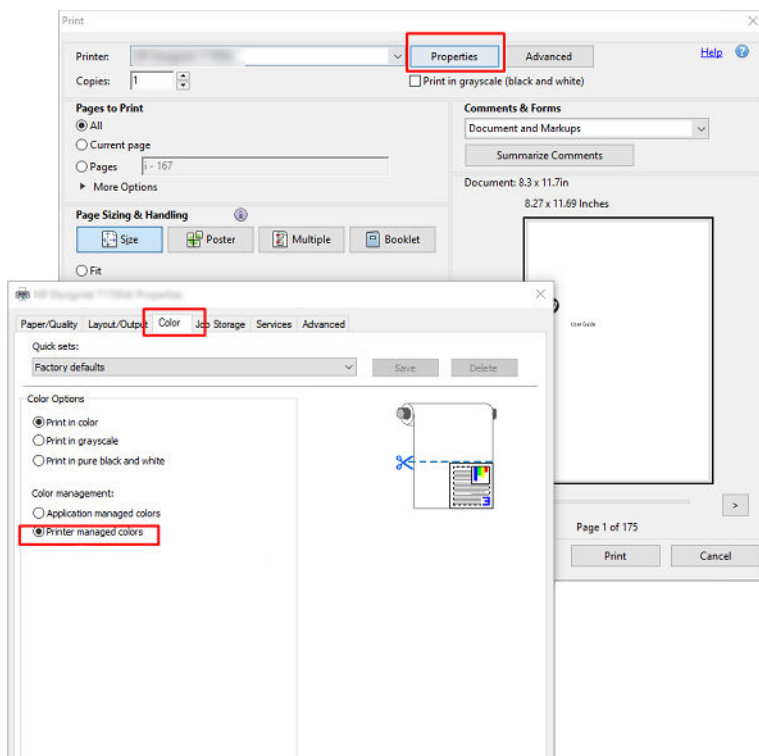 Print
Printer:
Properties
Advanced
Help
Copies:
1
Print in grayscale (black and white)
Pages to Print
All
Current page
Pages
i - 167
More Options
Comments & Forms
Document and Markups
Summarize Comments
Page Sizing & Handling
Size
Poster
Multiple
Booklet
Fit
Document: 8.3 x 11.7in
8.27 x 11.69 Inches
User Guide
>
Page 1 of 175
Print
Cancel
Paper/Quality
Layout/Output
Color
Job Storage
Services
Advanced
Quick sets:
Factory defaults
Save
Delete
Color Options
Print in color
Print in grayscale
Print in pure black and white
Color management:
Application managed colors
Printer managed colors
3